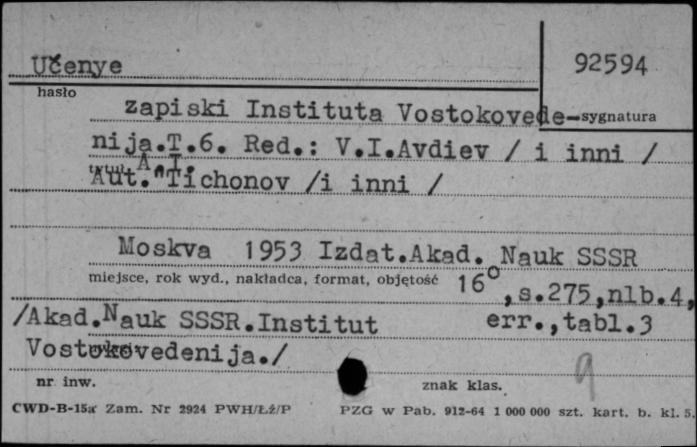 Učenye
92594
hasło
zapiski Instituta Vostokovede-
sygnatura
nija.T.6. Red.: V.I.Avdiev / i inni /
Aut. A.T.Tichonov /i inni /
Moskva 1953 Izdat.Akad. Nauk SSSR
miejsce, rok wyd., nakładca, format, objętość
16°, s.275,nlb.4,
/Akad.Nauk SSSR.Institut err.,tabl.3
Vostokovedenija./
9
nr inw.
znak klas.
CWD-B-15a Zam. Nr 2924 PWH/Łź/P PZG w Pab. 912-64 1 000 000 szt. kart. b. kl. 5.